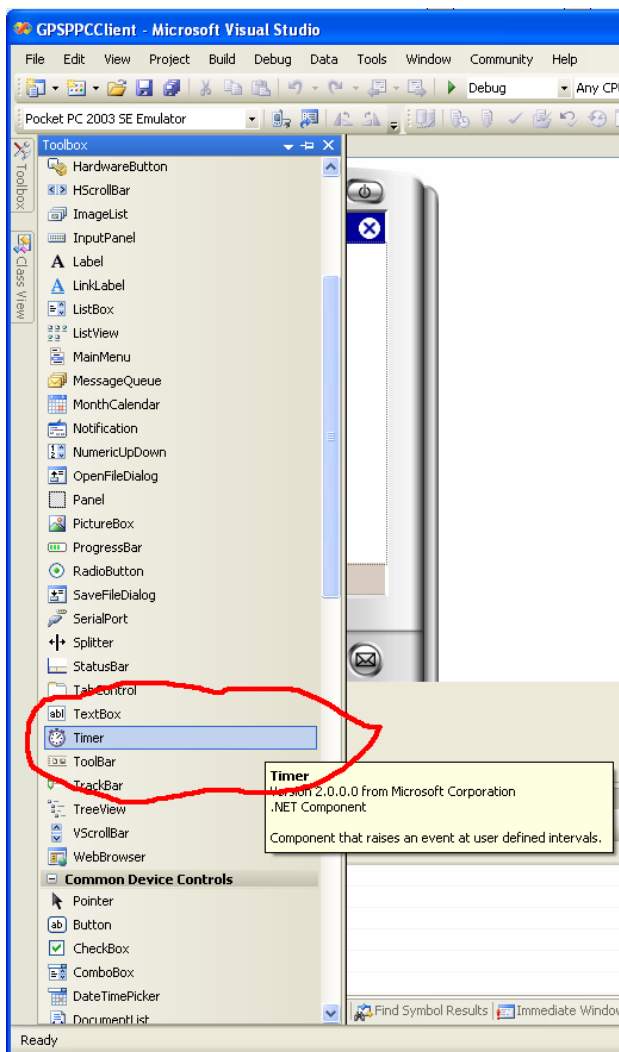 GPSPPCClient - Microsoft Visual Studio
File Edit View Project Build Debug Data Tools Window Community Help
Debug Any CP
Pocket PC 2003 SE Emulator
Toolbox
Toolbox
Class View
HardwareButton
HScrollBar
ImageList
InputPanel
A Label
A LinkLabel
ListBox
ListView
MainMenu
MessageQueue
MonthCalendar
Notification
NumericUpDown
OpenFileDialog
Panel
PictureBox
ProgressBar
RadioButton
SaveFileDialog
SerialPort
Splitter
StatusBar
TabControl
abl TextBox
Timer
ToolBar
TrackBar
TreeView
VScrollBar
WebBrowser
Timer
Version 2.0.0.0 from Microsoft Corporation
.NET Component
Component that raises an event at user defined intervals.
Common Device Controls
Pointer
ab Button
CheckBox
ComboBox
DateTimePicker
DocumentList
Find Symbol Results Immediate Window
Ready